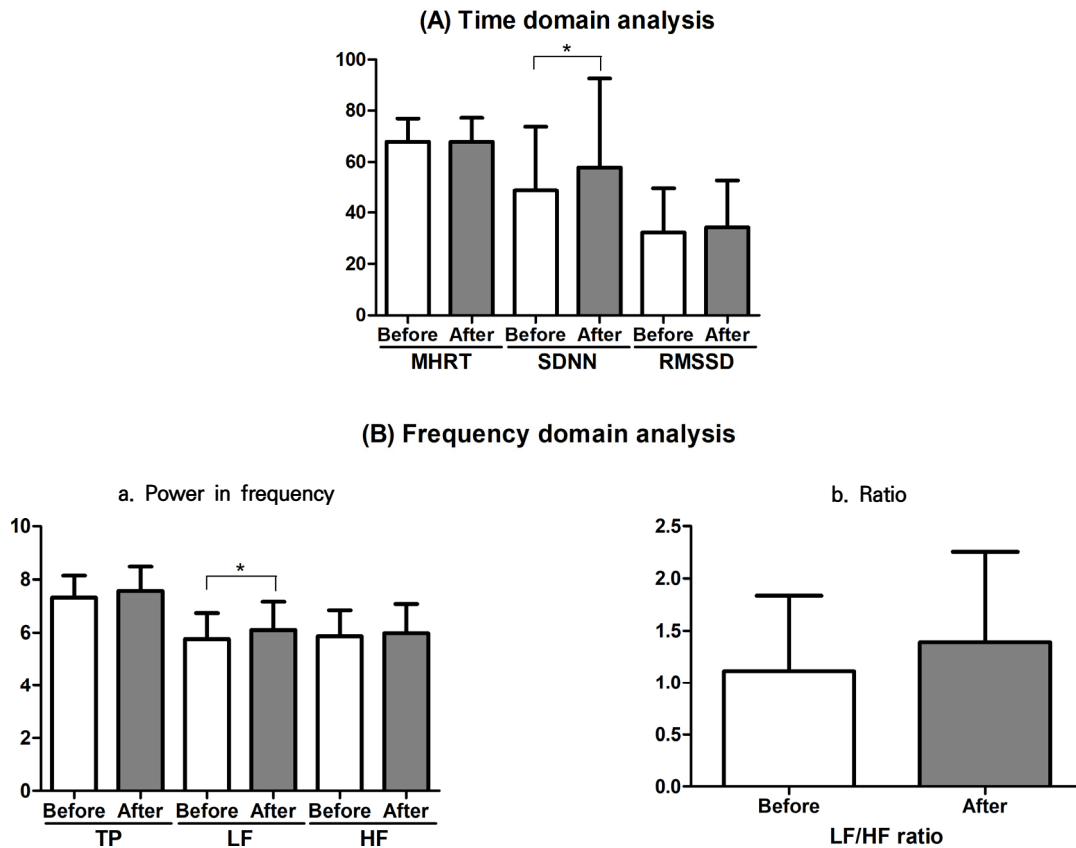 (A) Time domain analysis
100
80
60
40
20
0
*
Before After Before After Before After
MHRT SDNN RMSSD
(B) Frequency domain analysis
a. Power in frequency
10
8
6
4
2
0
*
Before After Before After Before After
TP LF HF
b. Ratio
2.5
2.0
1.5
1.0
0.5
0.0
Before After
LF/HF ratio